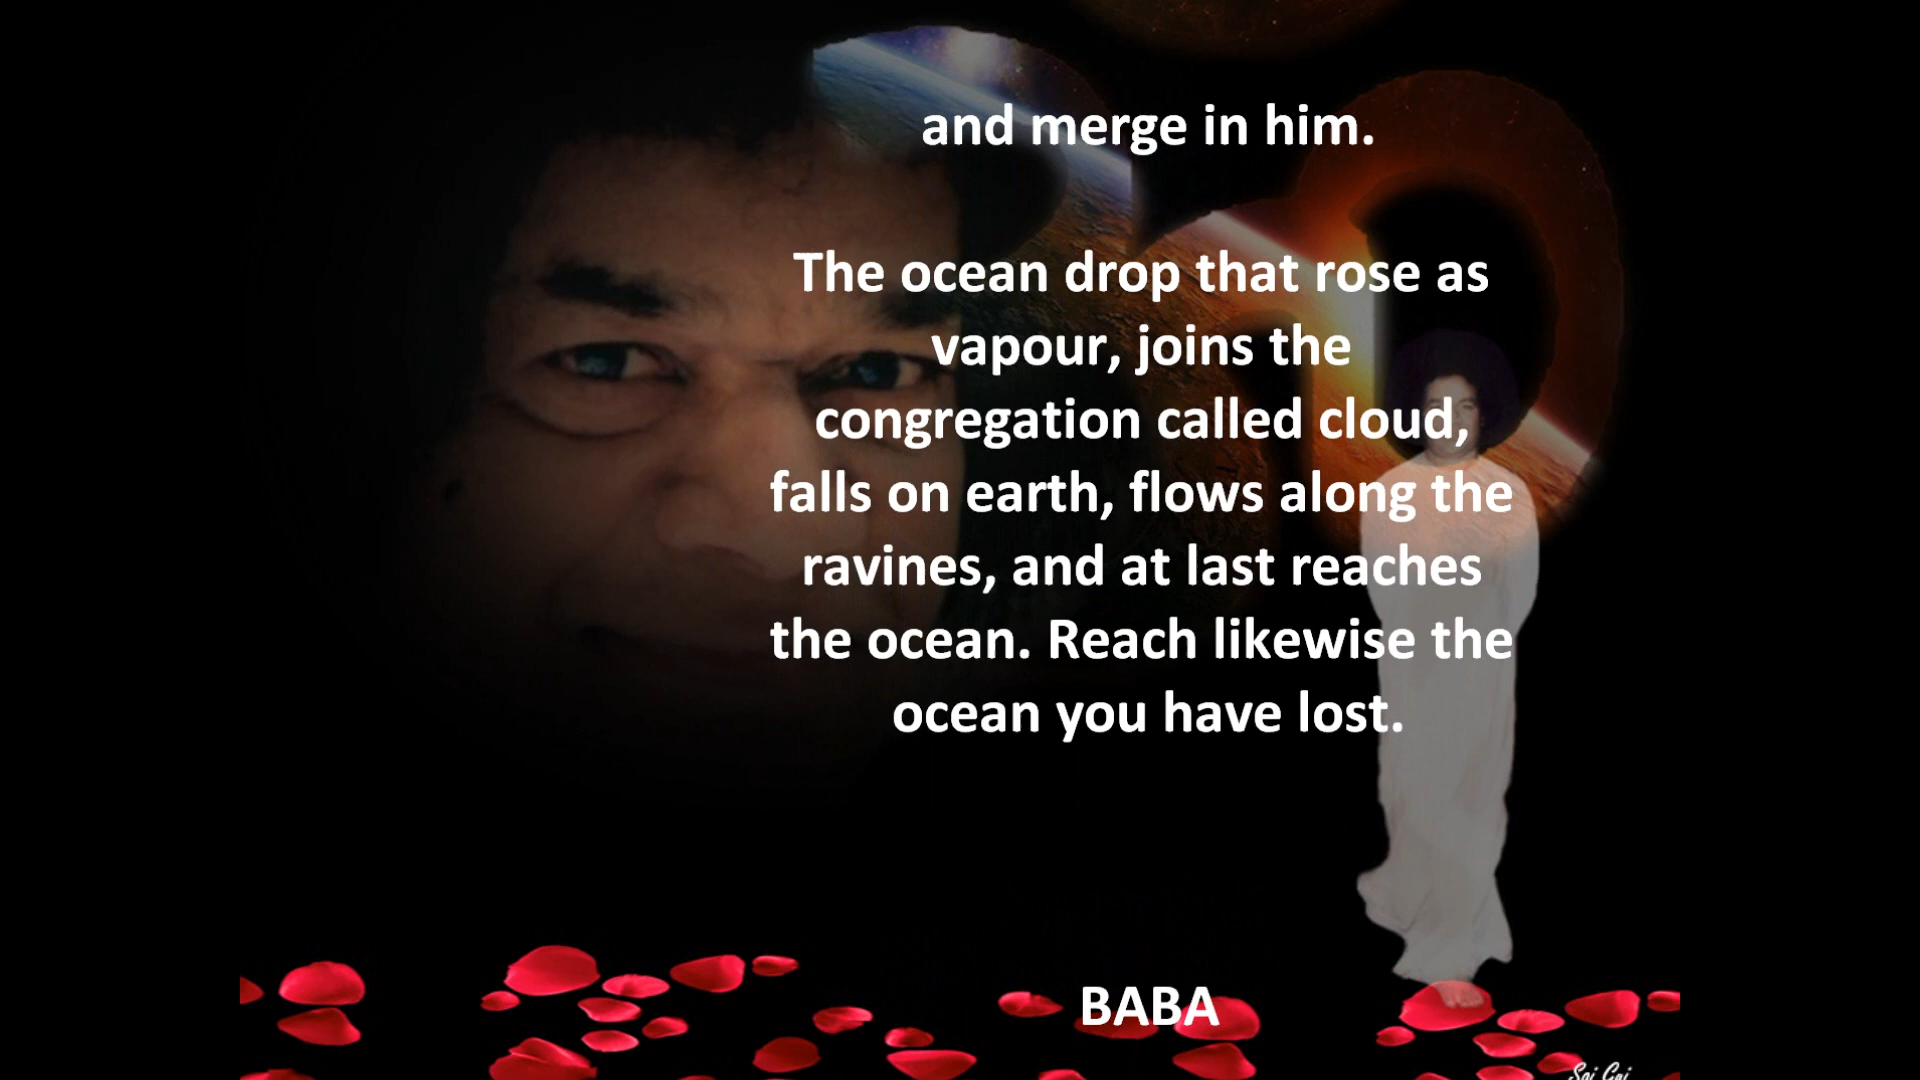 and merge in him.
The ocean drop that rose as
vapour, joins the
congregation called cloud,
falls on earth, flows along the
ravines, and at last reaches
the ocean. Reach likewise the
ocean you have lost.
BABA